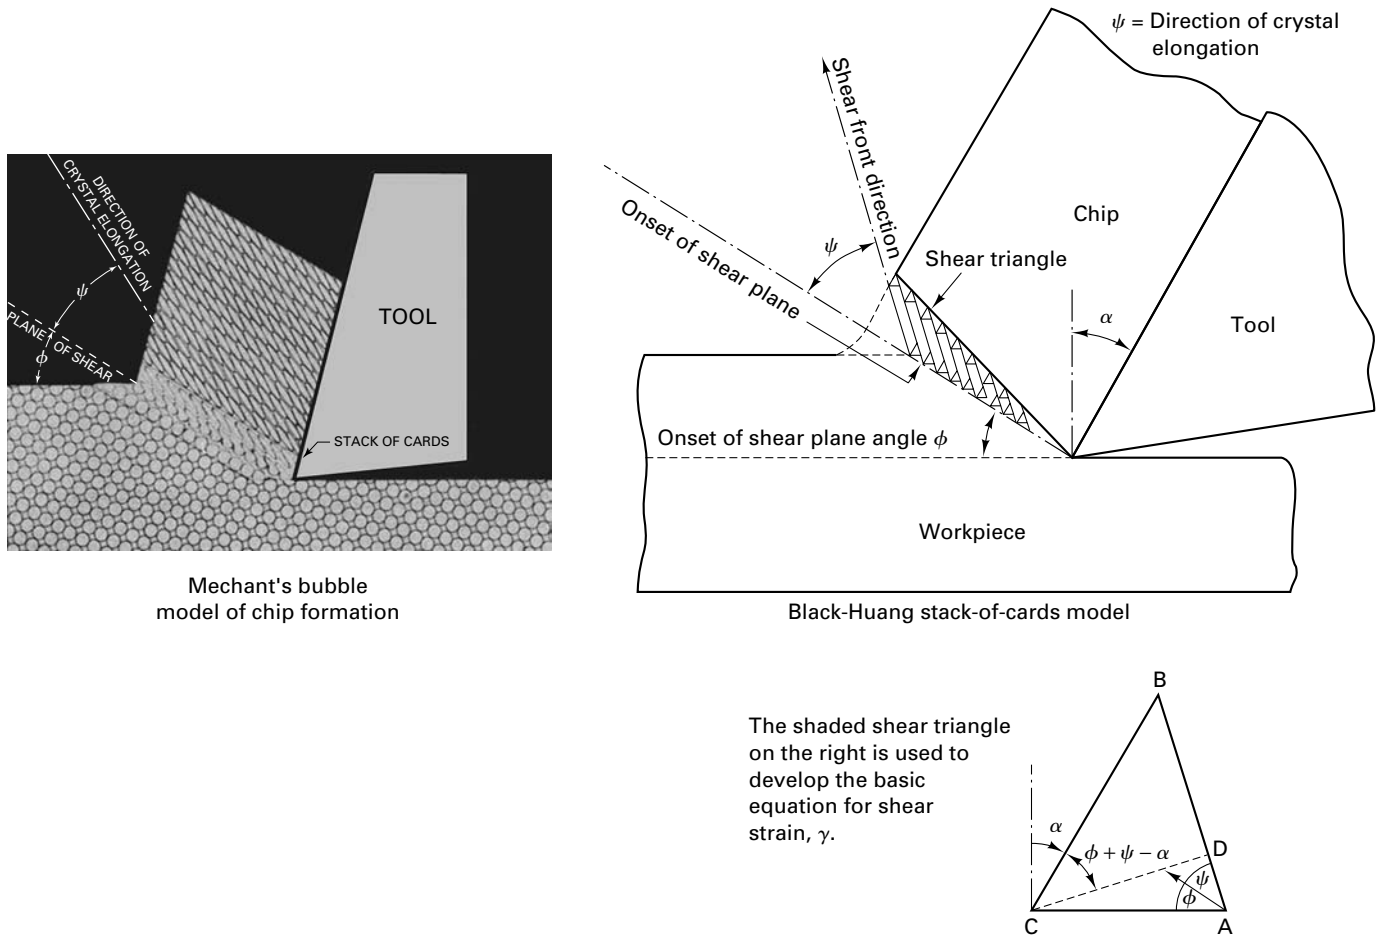 DIRECTION OF
CRYSTAL ELONGATION
ψ
PLANE OF SHEAR
ϕ
TOOL
STACK OF CARDS
Mechant's bubble
model of chip formation
ψ = Direction of crystal
elongation
Shear front direction
Onset of shear plane
ψ
Shear triangle
Chip
α
Tool
Onset of shear plane angle ϕ
Workpiece
Black-Huang stack-of-cards model
The shaded shear triangle
on the right is used to
develop the basic
equation for shear
strain, γ.
B
α
ϕ + ψ − α
D
ψ
ϕ
C
A